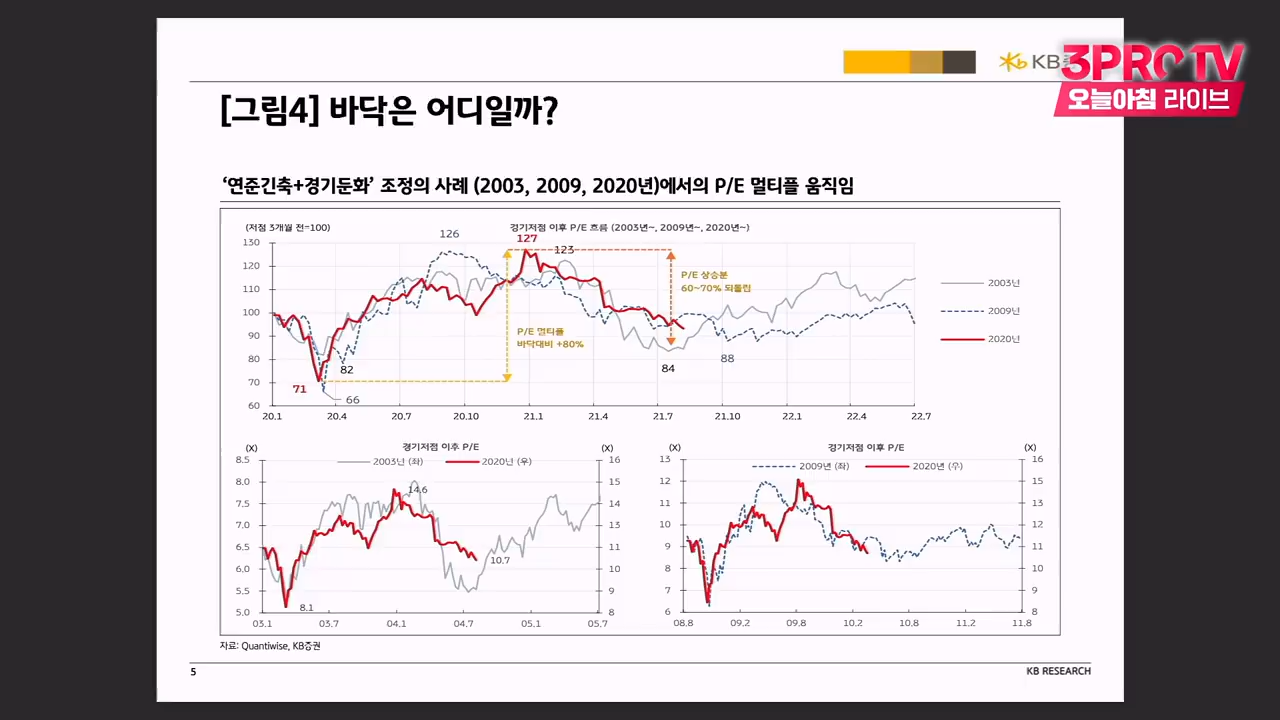 KB증
3PRO TV
오늘아침 라이브
[그림4] 바닥은 어디일까?
‘연준긴축+경기둔화’ 조정의 사례 (2003, 2009, 2020년)에서의 P/E 멀티플 움직임
(저점 3개월 전=100)
경기저점 이후 P/E 흐름 (2003년~, 2009년~, 2020년~)
130
120
110
100
90
80
70
60
126
127
123
P/E 상승분
60~70% 되돌림
P/E 멀티플
바닥대비 +80%
71
82
66
84
88
2003년
2009년
2020년
20.1 20.4 20.7 20.10 21.1 21.4 21.7 21.10 22.1 22.4 22.7
(X) 경기저점 이후 P/E (X)
2003년 (좌) 2020년 (우)
8.5
8.0
7.5
7.0
6.5
6.0
5.5
5.0
16
15
14
13
12
11
10
9
8
14.6
10.7
8.1
05.1 03.7 04.1 04.7 05.1 05.7
(X) 경기저점 이후 P/E (X)
2009년 (좌) 2020년 (우)
13
12
11
10
9
8
7
6
16
15
13
12
11
10
9
8
08.8 09.2 09.8 10.2 10.8 11.2 11.8
자료: Quantiwise, KB증권
5
KB RESEARCH